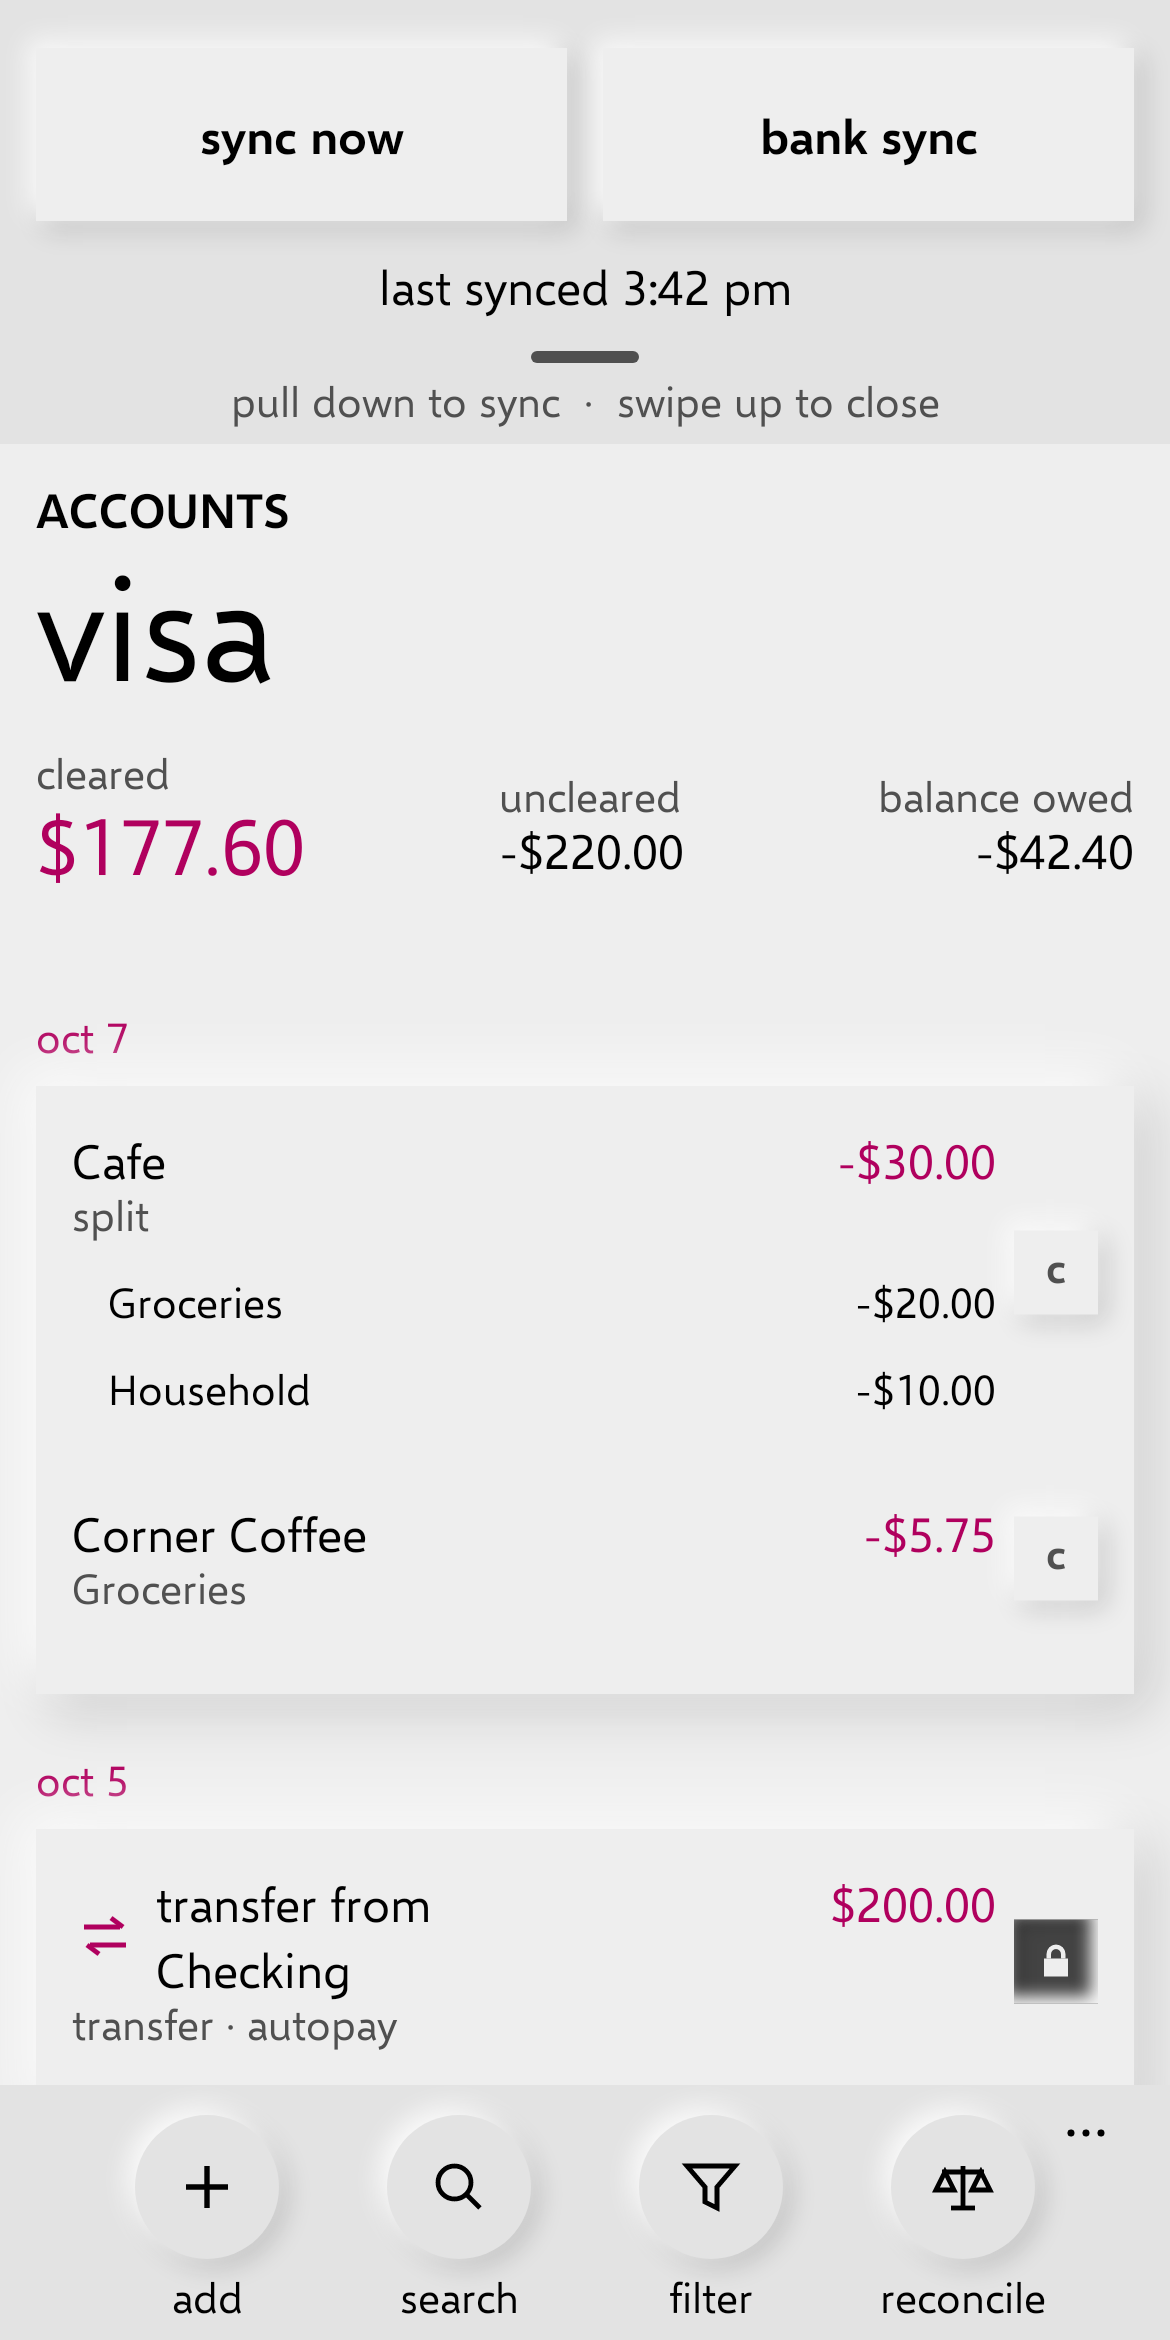 sync now
bank sync
last synced 3:42 pm
pull down to sync · swipe up to close
ACCOUNTS
visa
cleared
$177.60
uncleared
-$220.00
balance owed
-$42.40
oct 7
Cafe
-$30.00
split
c
Groceries
-$20.00
Household
-$10.00
Corner Coffee
-$5.75
c
Groceries
oct 5
transfer from
$200.00
Checking
transfer · autopay
...
add
search
filter
reconcile